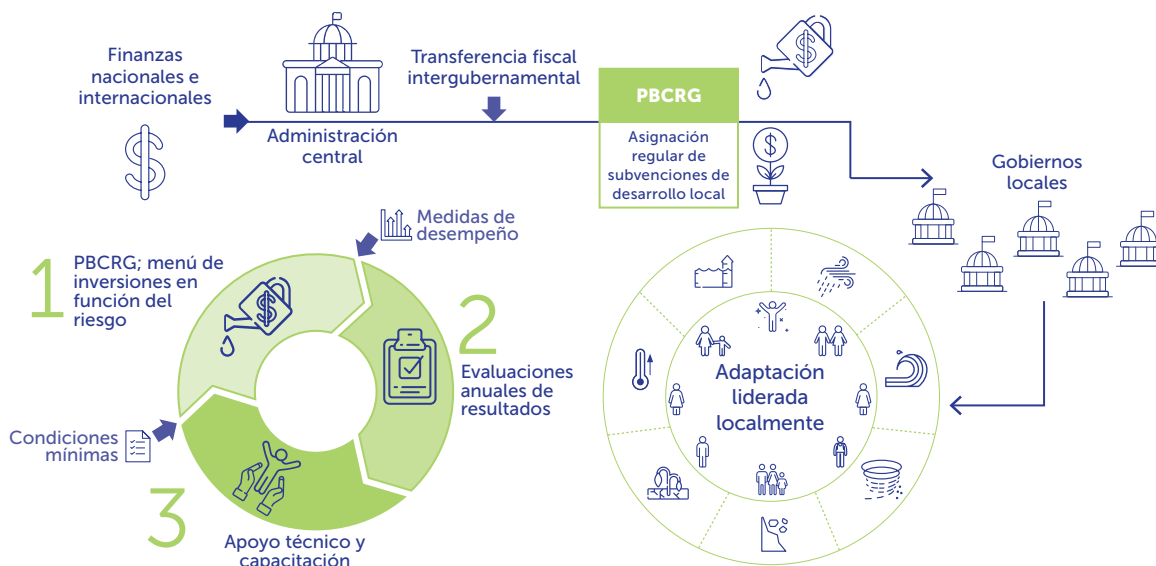 Finanzas
nacionales e
internacionales
Administración
central
Transferencia fiscal
intergubernamental
PBCRG
Asignación
regular de
subvenciones de
desarrollo local
Gobiernos
locales
Medidas de
desempeño
1
PBCRG; menú de
inversiones en
función del
riesgo
2
Evaluaciones
anuales de
resultados
Condiciones
mínimas
3
Apoyo técnico y
capacitación
Adaptación
liderada
localmente